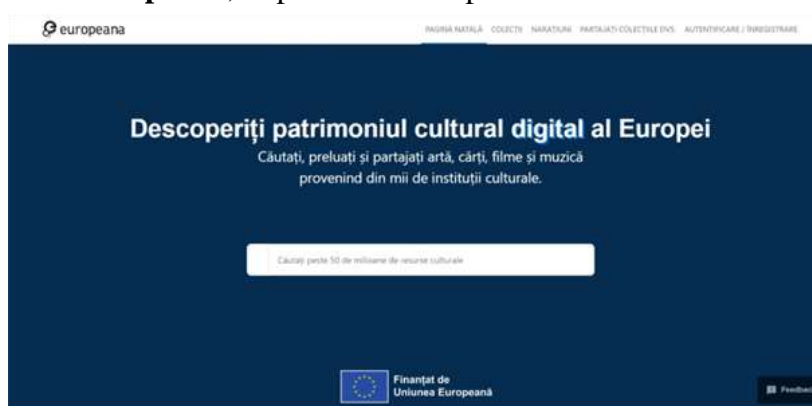 europeana
PAGINĂ NATALĂ COLECȚII NARAȚIUNI PARTAJAȚI COLECȚIILE DVS. AUTENTIFICARE / ÎNREGISTRARE
Descoperiți patrimoniul cultural digital al Europei
Căutați, preluați și partajați artă, cărți, filme și muzică
provenind din mii de instituții culturale.
Căutați peste 50 de milioane de resurse culturale
Finanțat de
Uniunea Europeană
Feedbac